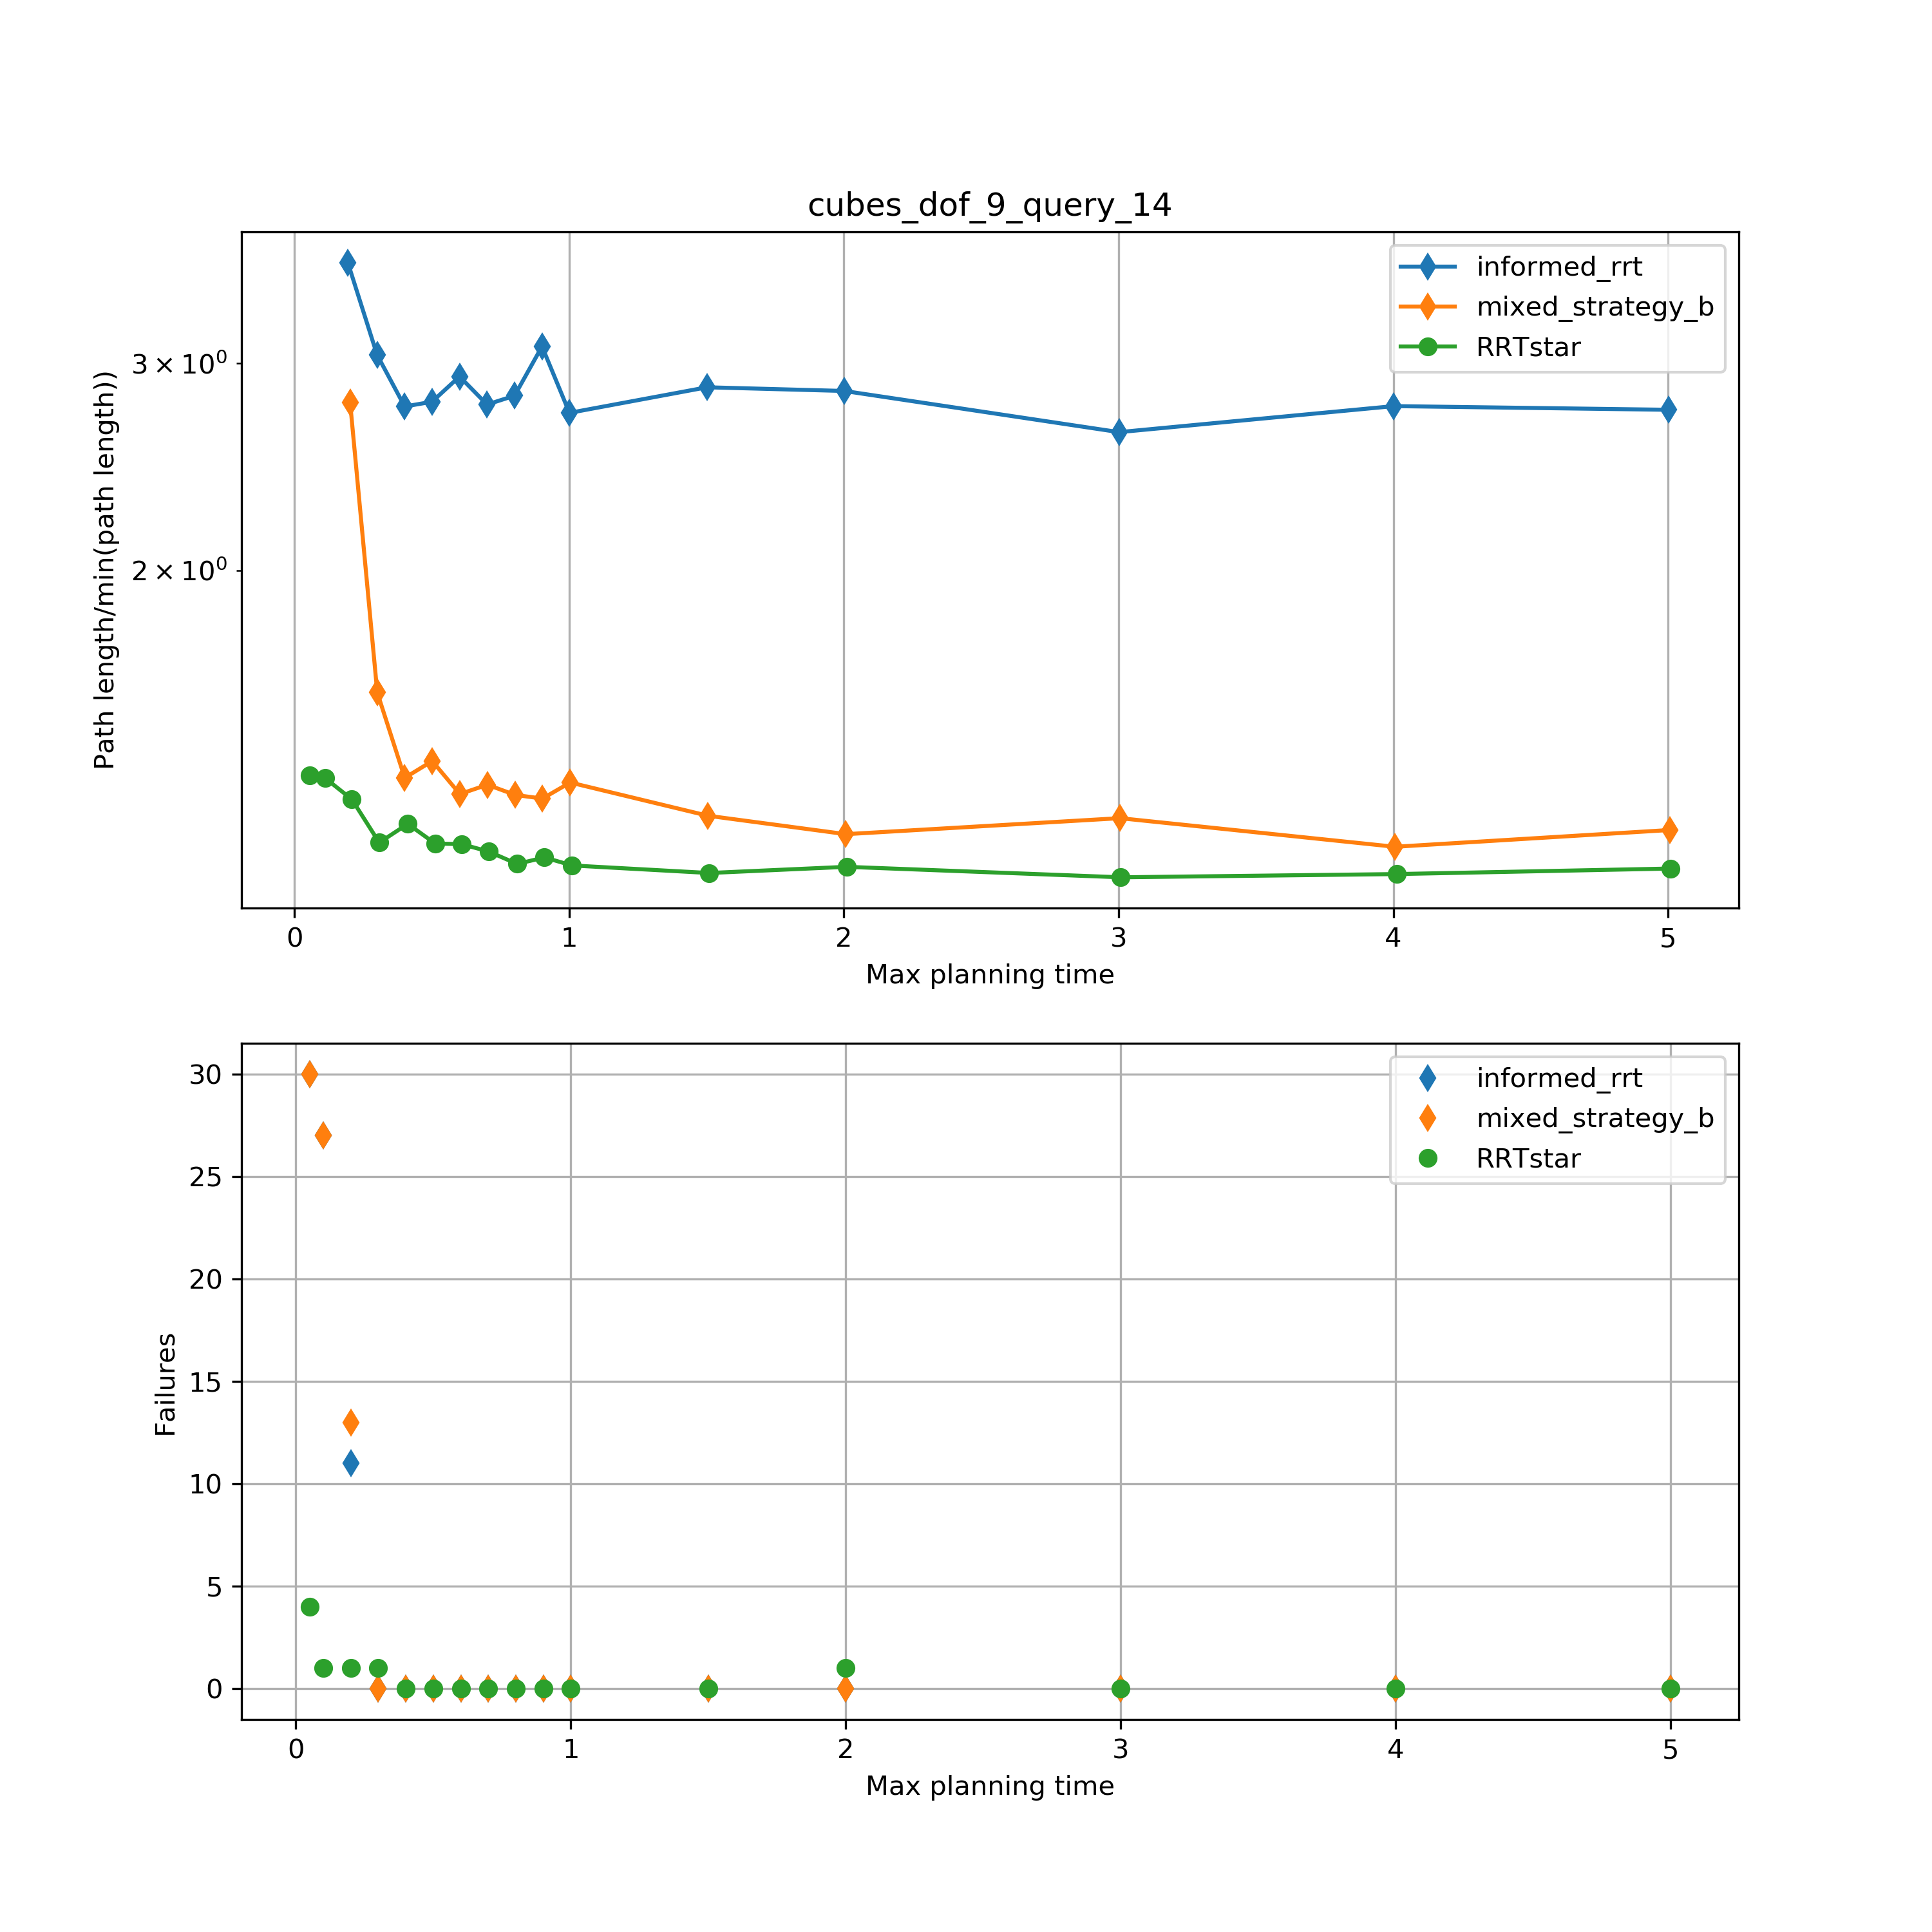 cubes_dof_9_query_14
Path length/min(path length))
3 × 10⁰
2 × 10⁰
informed_rrt
mixed_strategy_b
RRTstar
0 1 2 3 4 5
Max planning time
Failures
30
25
20
15
10
5
0
informed_rrt
mixed_strategy_b
RRTstar
0 1 2 3 4 5
Max planning time